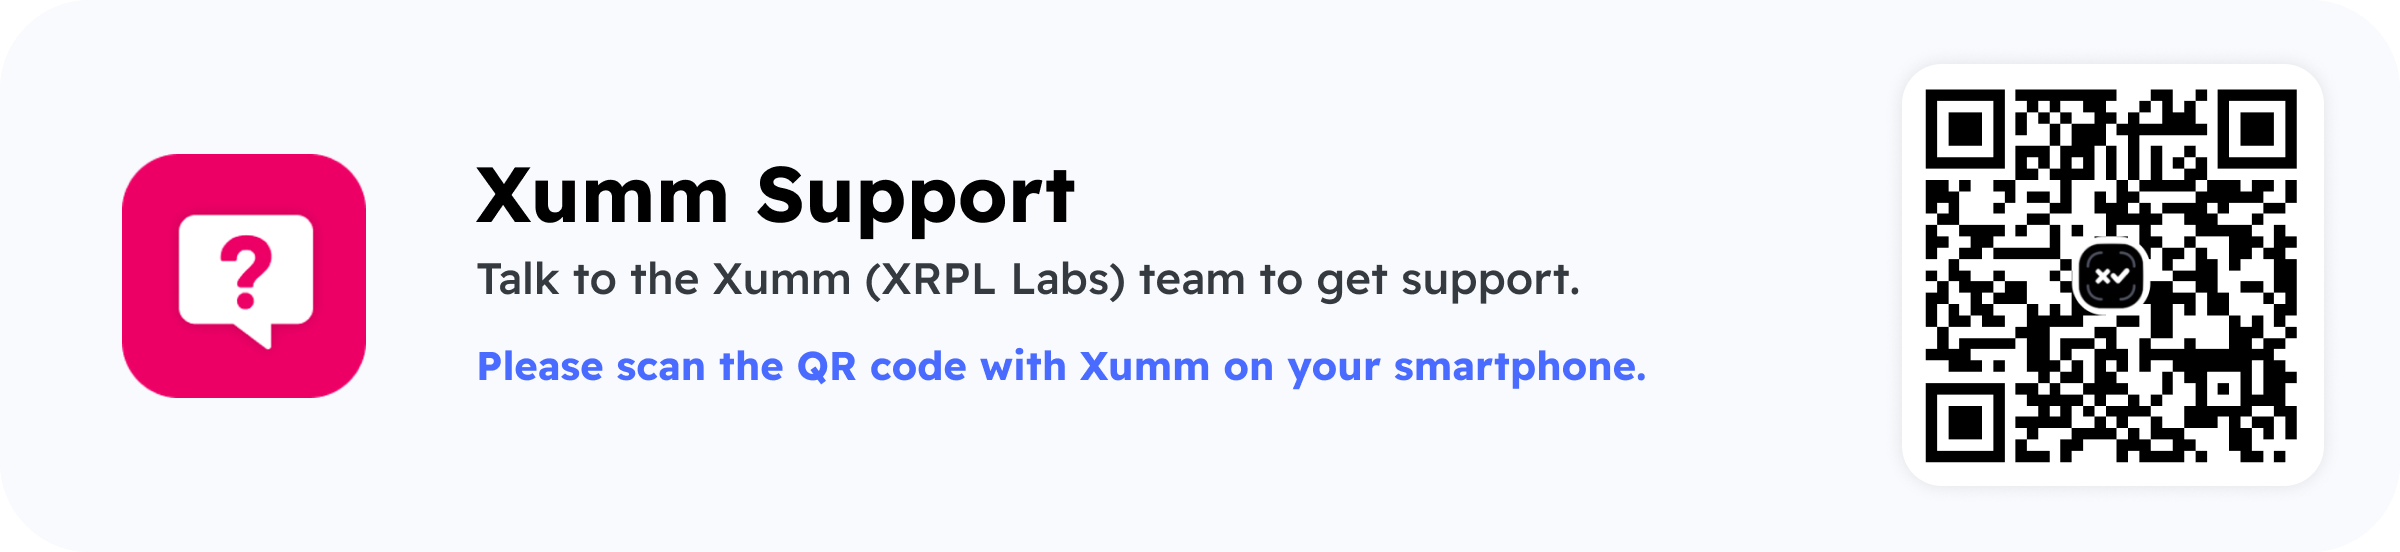 Xumm Support
Talk to the Xumm (XRPL Labs) team to get support.
Please scan the QR code with Xumm on your smartphone.